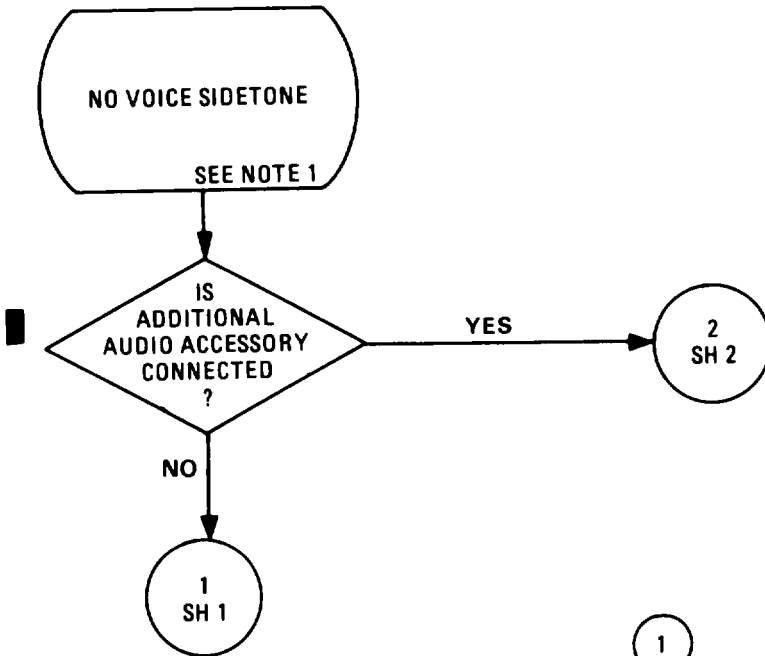 NO VOICE SIDETONE
SEE NOTE 1
IS
ADDITIONAL
AUDIO ACCESSORY
CONNECTED
?
YES
2
SH 2
NO
1
SH 1
1